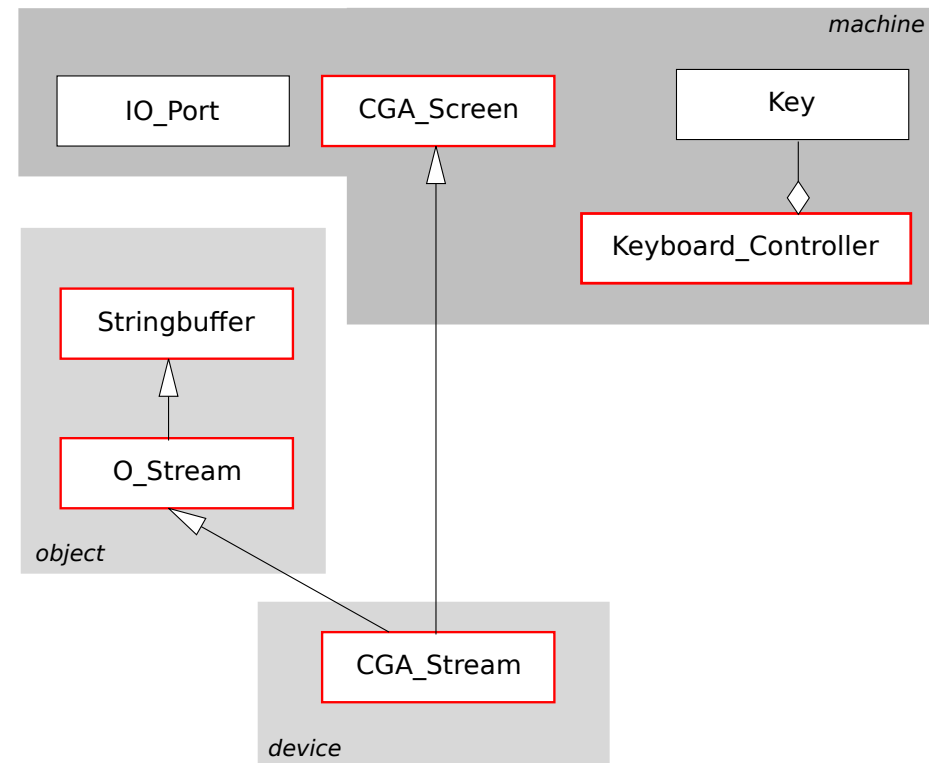 machine
IO_Port
CGA_Screen
Key
Keyboard_Controller
Stringbuffer
O_Stream
object
CGA_Stream
device